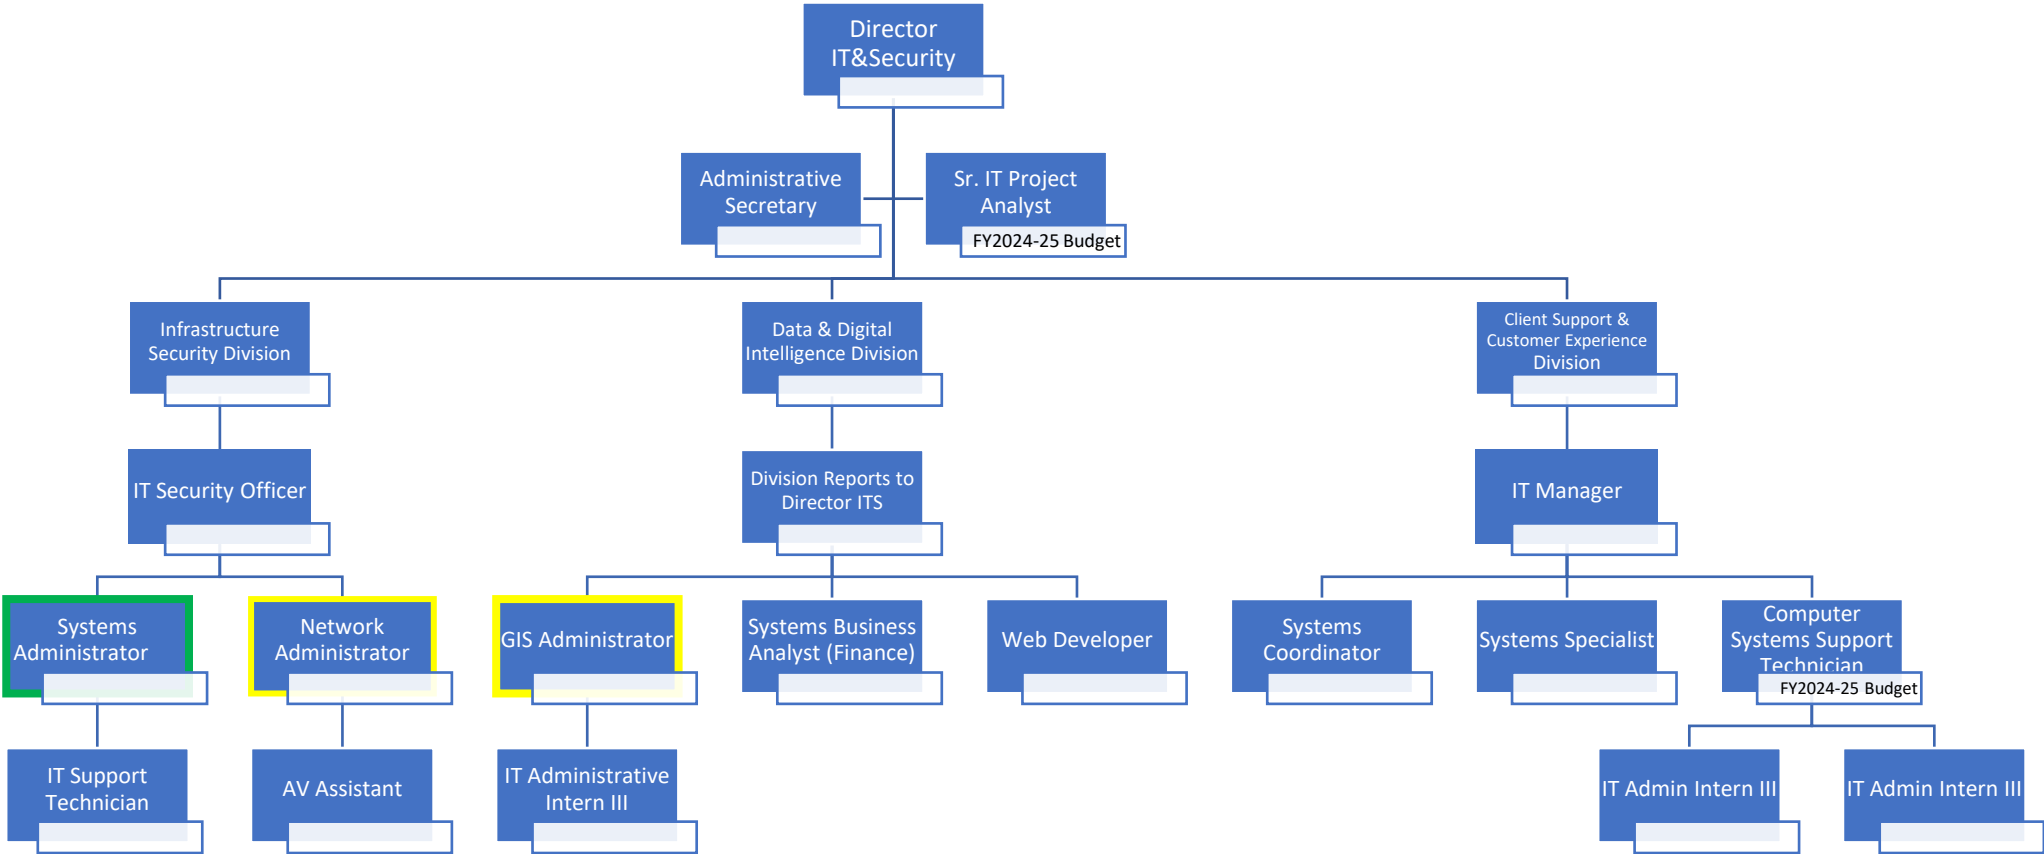 Director
IT&Security
Administrative
Secretary
Sr. IT Project
Analyst
FY2024-25 Budget
Infrastructure
Security Division
Data & Digital
Intelligence Division
Client Support &
Customer Experience
Division
IT Security Officer
Division Reports to
Director ITS
IT Manager
Systems
Administrator
Network
Administrator
GIS Administrator
Systems Business
Analyst (Finance)
Web Developer
Systems
Coordinator
Systems Specialist
Computer
Systems Support
Technician
FY2024-25 Budget
IT Support
Technician
AV Assistant
IT Administrative
Intern III
IT Admin Intern III
IT Admin Intern III